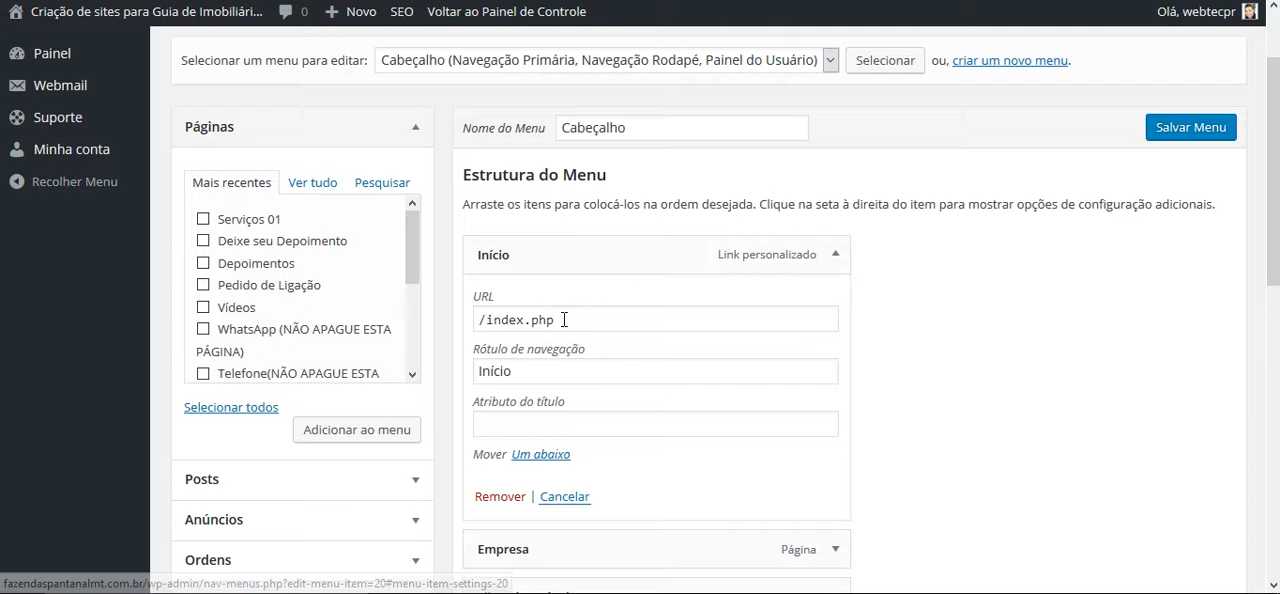 Criação de sites para Guia de Imobiliári... 0 Novo SEO Voltar ao Painel de Controle Olá, webtecpr
Painel
Webmail
Suporte
Minha conta
Recolher Menu
Selecionar um menu para editar: Cabeçalho (Navegação Primária, Navegação Rodapé, Painel do Usuário) Selecionar ou, criar um novo menu.
Páginas
Mais recentes Ver tudo Pesquisar
Serviços 01
Deixe seu Depoimento
Depoimentos
Pedido de Ligação
Vídeos
WhatsApp (NÃO APAGUE ESTA
PÁGINA)
Telefone(NÃO APAGUE ESTA
Selecionar todos
Adicionar ao menu
Posts
Anúncios
Ordens
Nome do Menu Cabeçalho Salvar Menu
Estrutura do Menu
Arraste os itens para colocá-los na ordem desejada. Clique na seta à direita do item para mostrar opções de configuração adicionais.
Início Link personalizado
URL
/index.php
Rótulo de navegação
Início
Atributo do título
Mover Um abaixo
Remover | Cancelar
Empresa Página
fazendaspantanalmt.com.br/wp-admin/nav-menus.php?edit-menu-item=20#menu-item-settings-20